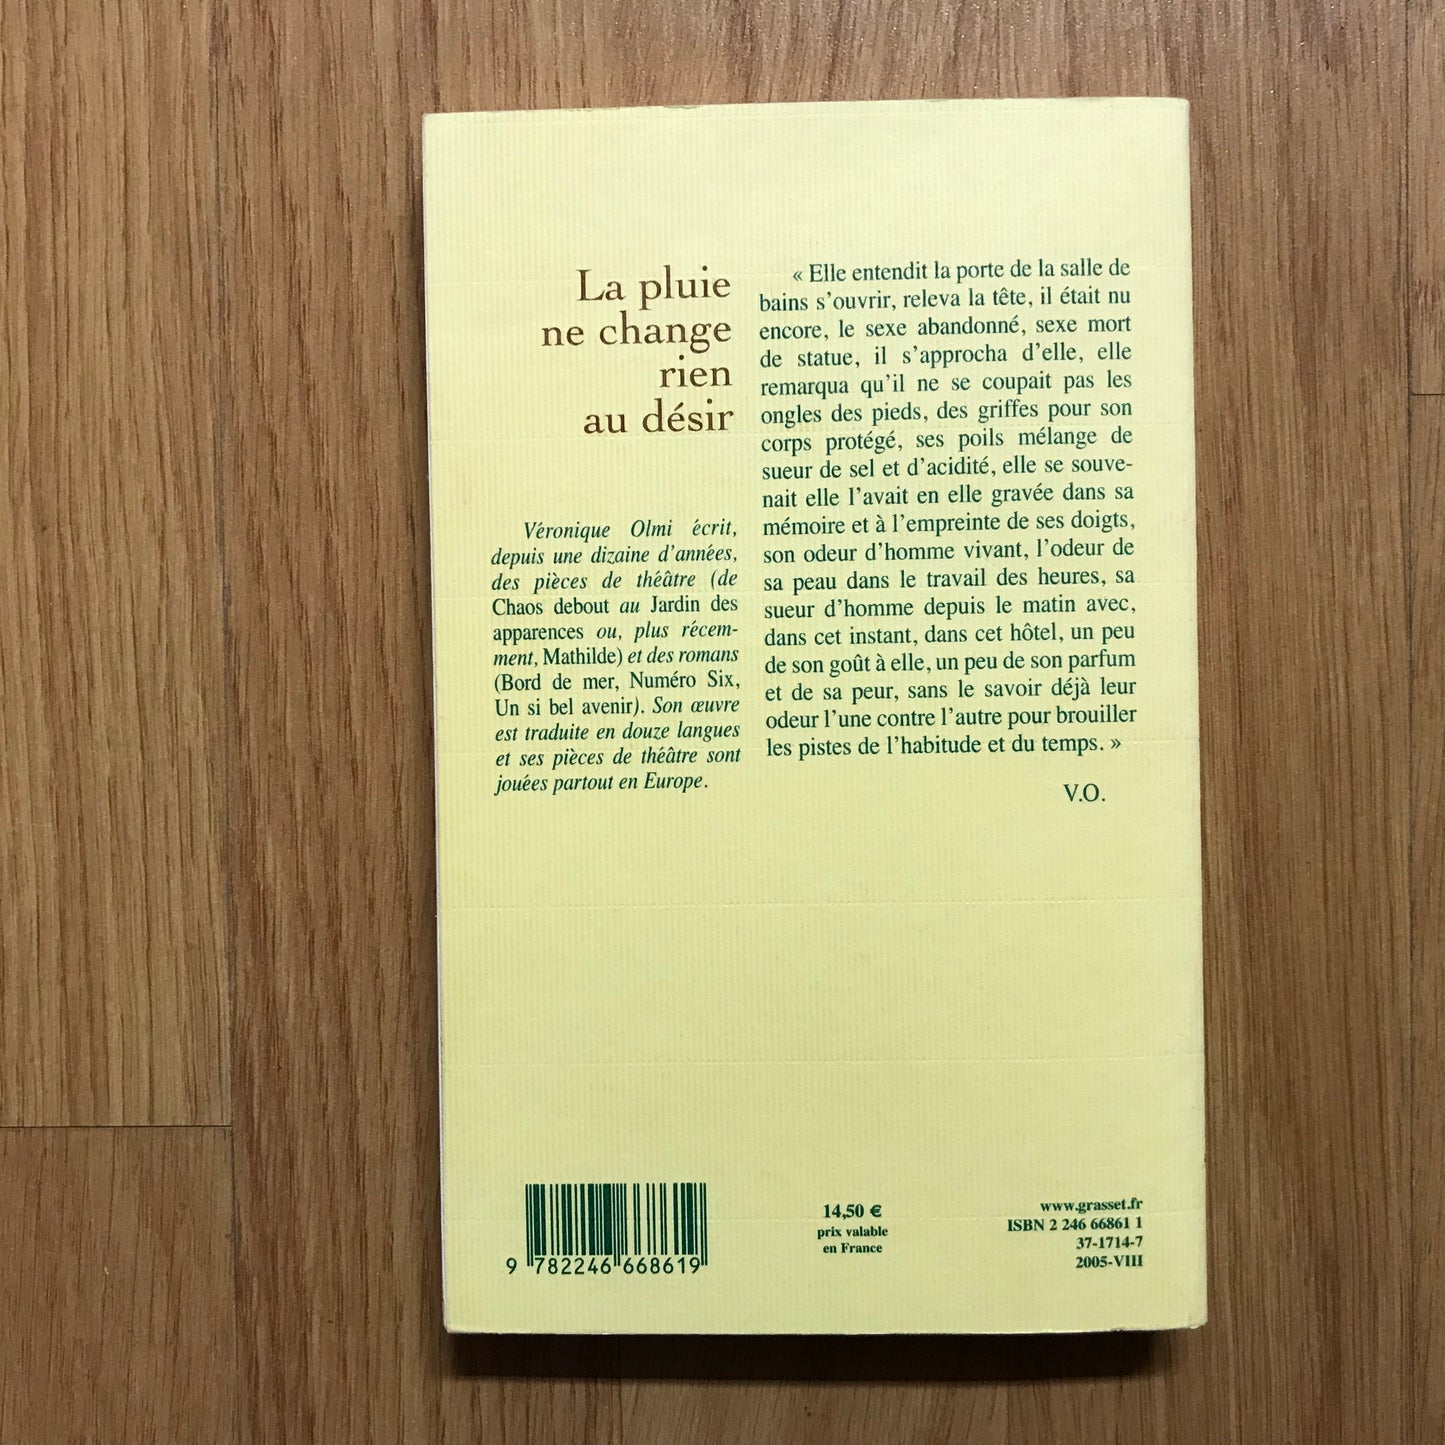 La pluie
ne change
rien
au désir
Véronique Olmi écrit,
depuis une dizaine d'années,
des pièces de théâtre (de
Chaos debout au Jardin des
apparences ou, plus récem-
ment, Mathilde) et des romans
(Bord de mer, Numéro Six,
Un si bel avenir). Son œuvre
est traduite en douze langues
et ses pièces de théâtre sont
jouées partout en Europe.
« Elle entendit la porte de la salle de
bains s'ouvrir, releva la tête, il était nu
encore, le sexe abandonné, sexe mort
de statue, il s'approcha d'elle, elle
remarqua qu'il ne se coupait pas les
ongles des pieds, des griffes pour son
corps protégé, ses poils mélange de
sueur de sel et d'acidité, elle se souve-
nait elle l'avait en elle gravée dans sa
mémoire et à l'empreinte de ses doigts,
son odeur d'homme vivant, l'odeur de
sa peau dans le travail des heures, sa
sueur d'homme depuis le matin avec,
dans cet instant, dans cet hôtel, un peu
de son goût à elle, un peu de son parfum
et de sa peur, sans le savoir déjà leur
odeur l'une contre l'autre pour brouiller
les pistes de l'habitude et du temps. »
V.O.
9 782246 668619
14,50 €
prix valable
en France
www.grasset.fr
ISBN 2 246 66861 1
37-1714-7
2005-VIII